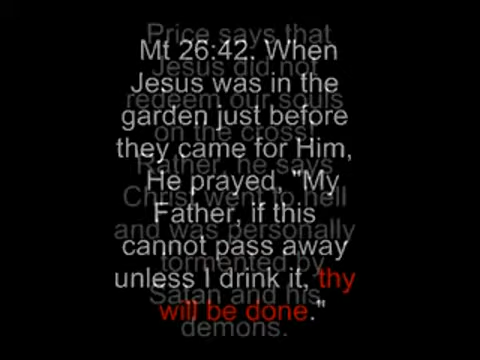 Price says that
Jesus did not
redeem our souls
on the cross!
Rather, he says
Christ went to hell
and was personally
tormented by
Satan and his
demons.
Mt 26:42. When
Jesus was in the
garden just before
they came for Him,
He prayed, "My
Father, if this
cannot pass away
unless I drink it, thy
will be done."